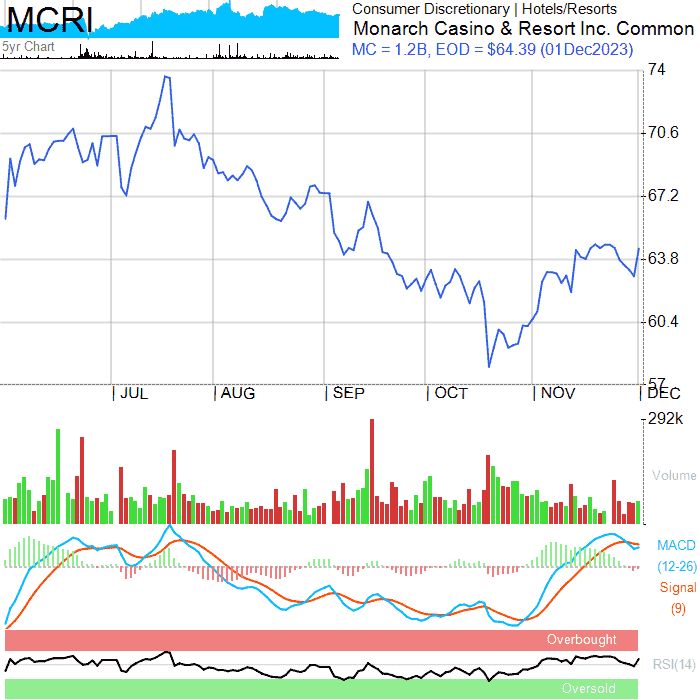 MCRI
Consumer Discretionary | Hotels/Resorts
Monarch Casino & Resort Inc. Common
MC = 1.2B, EOD = $64.39 (01Dec2023)
5yr Chart
74
70.6
67.2
63.8
60.4
57
JUL
AUG
SEP
OCT
NOV
DEC
292k
Volume
MACD
(12-26)
Signal
(9)
Overbought
RSI(14)
Oversold